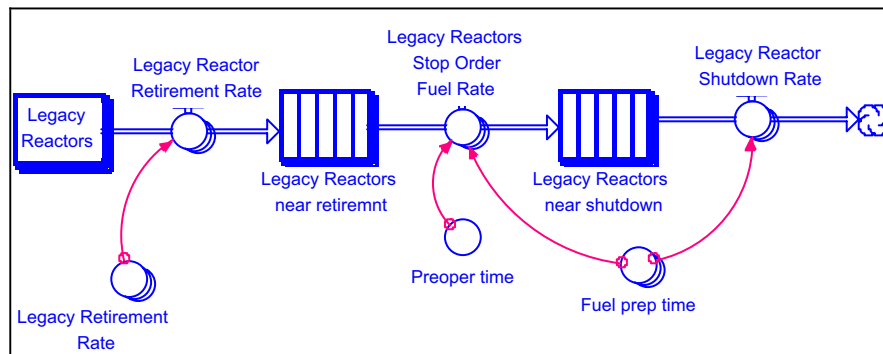 Legacy Reactor
Retirement Rate
Legacy Reactors
Stop Order
Fuel Rate
Legacy Reactor
Shutdown Rate
Legacy
Reactors
Legacy Reactors
near retiremnt
Legacy Reactors
near shutdown
Preoper time
Fuel prep time
Legacy Retirement
Rate